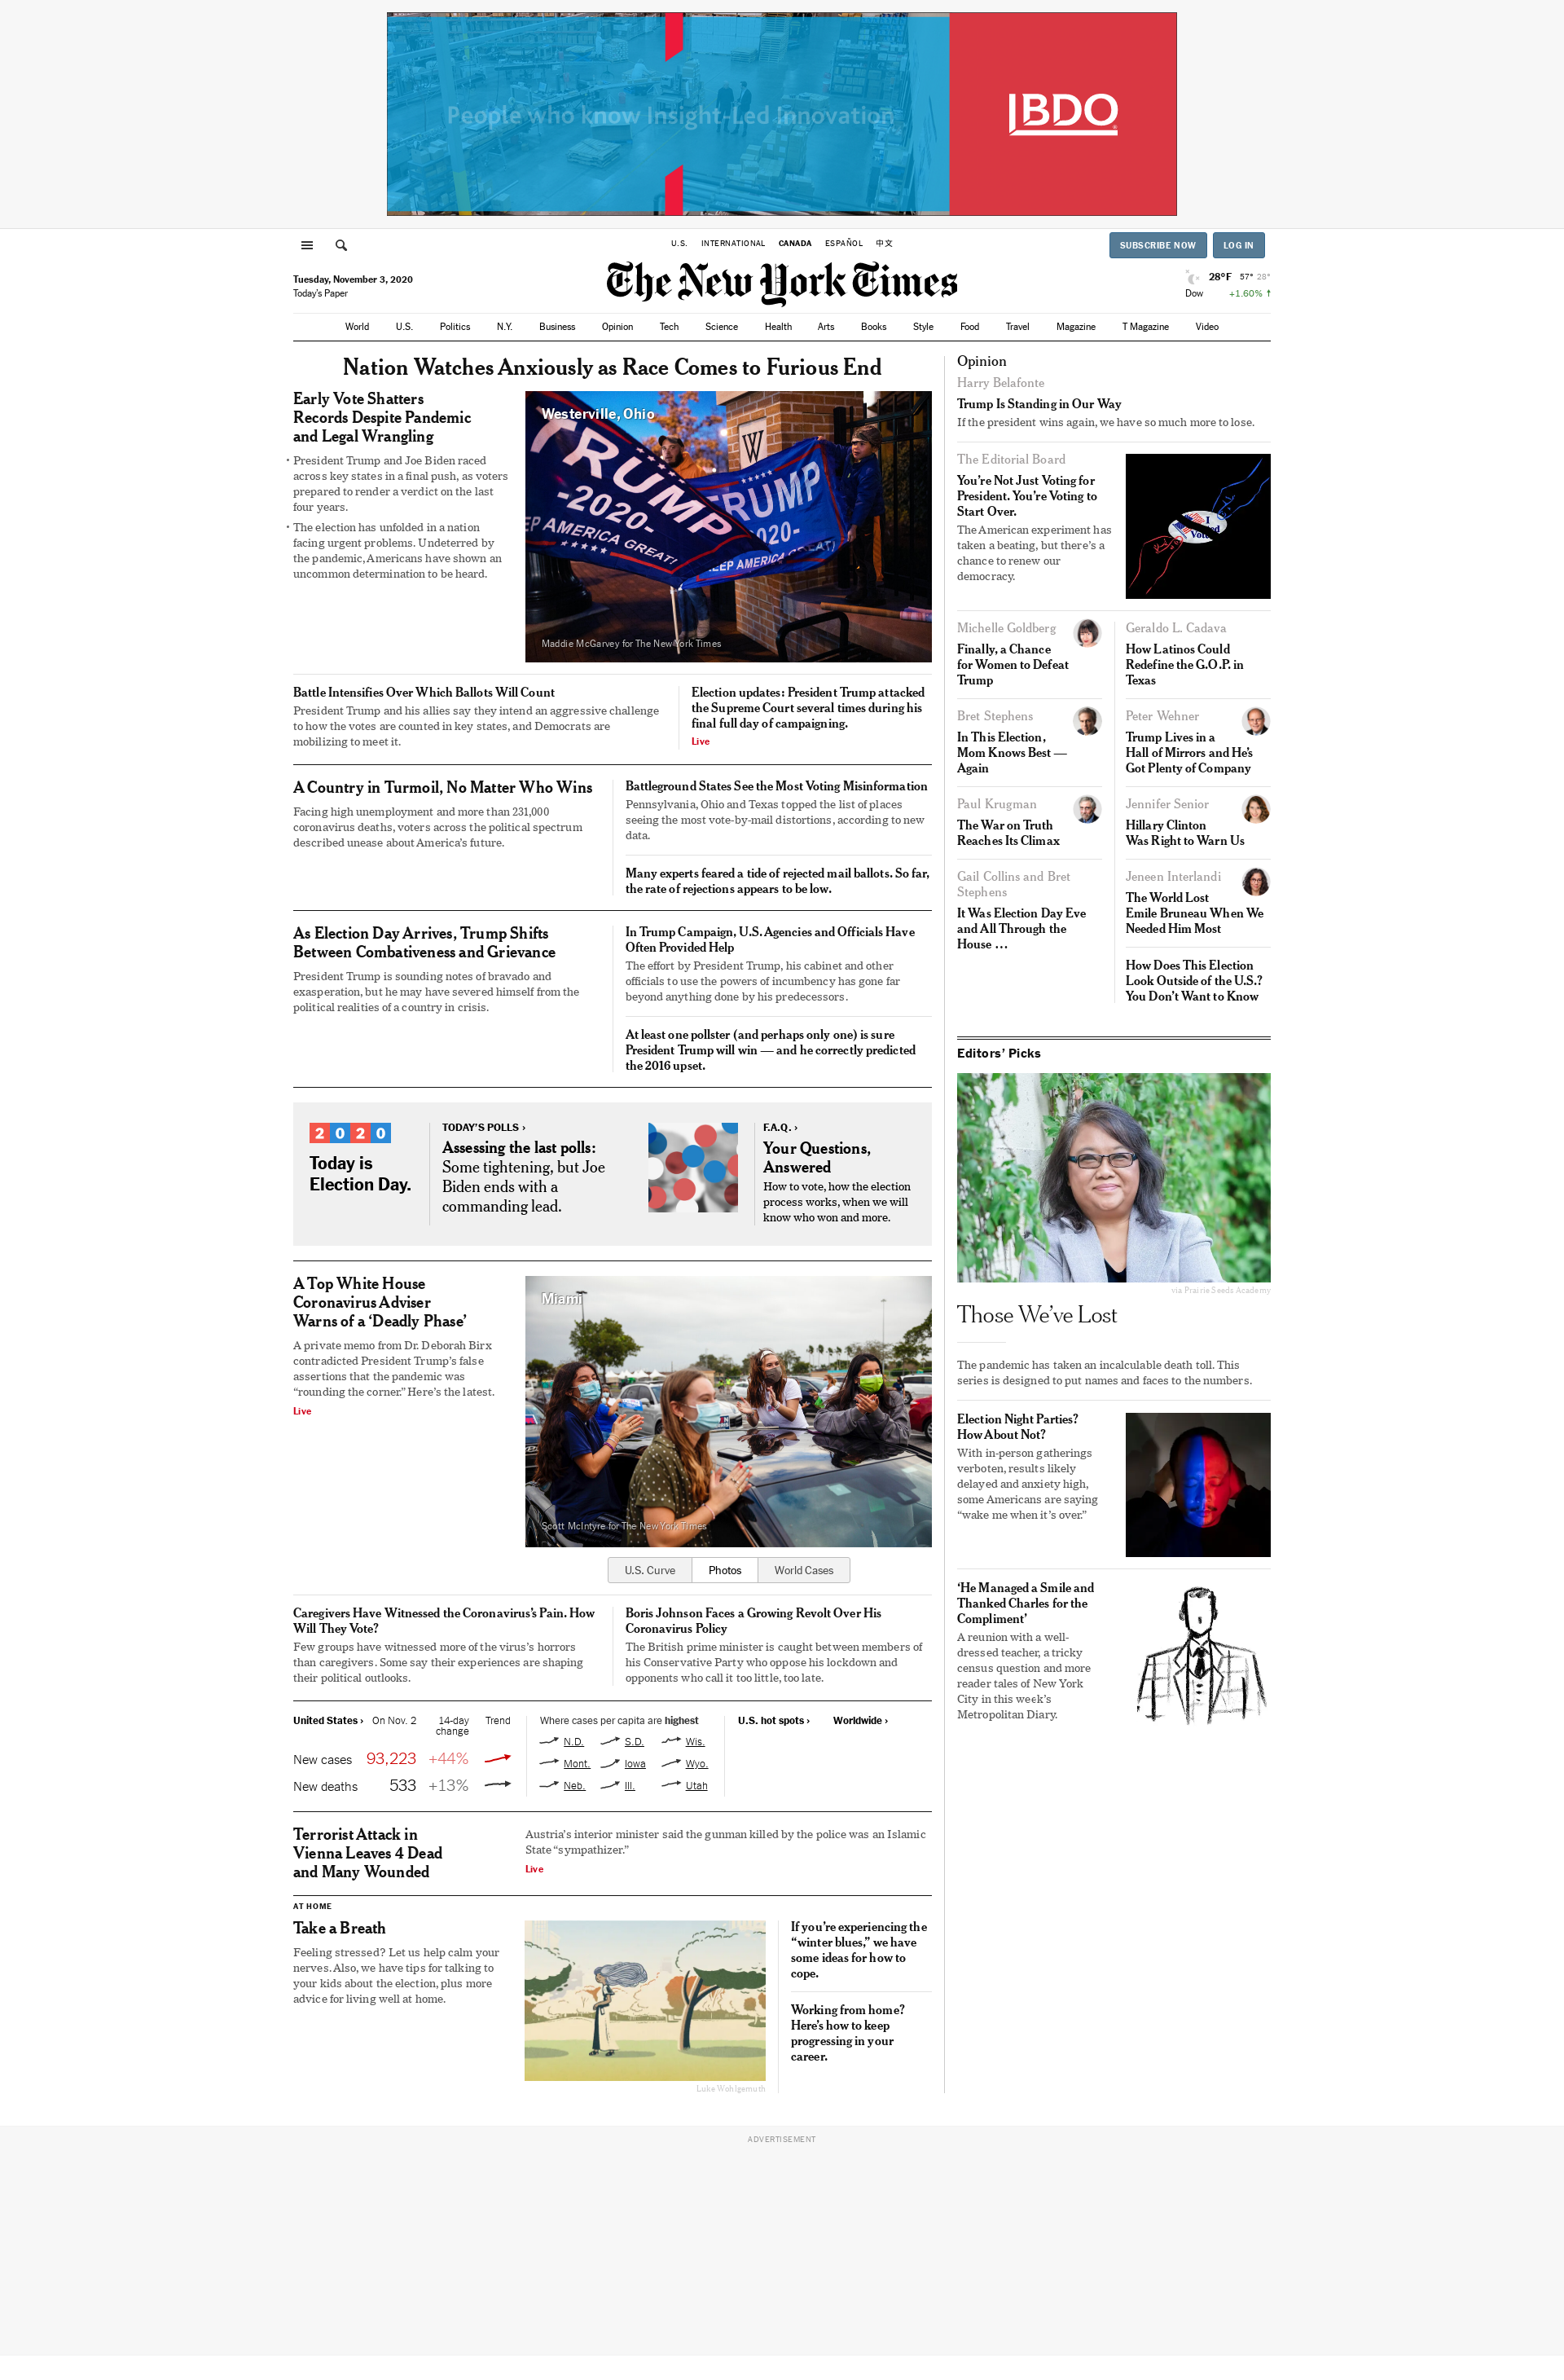 People who know Insight-Led Innovation
BDO
U.S.
INTERNATIONAL
CANADA
ESPAÑOL
中文
SUBSCRIBE NOW
LOG IN
Tuesday, November 3, 2020
Today's Paper
The New York Times
28°F 57° 28°
Dow +1.60%
World
U.S.
Politics
N.Y.
Business
Opinion
Tech
Science
Health
Arts
Books
Style
Food
Travel
Magazine
T Magazine
Video
Nation Watches Anxiously as Race Comes to Furious End
Early Vote Shatters
Records Despite Pandemic
and Legal Wrangling
• President Trump and Joe Biden raced
across key states in a final push, as voters
prepared to render a verdict on the last
four years.
• The election has unfolded in a nation
facing urgent problems. Undeterred by
the pandemic, Americans have shown an
uncommon determination to be heard.
Westerville, Ohio
TRUMP
-2020-
KEEP AMERICA GREAT!
TRUMP
-2020-
KEEP AMERICA GREAT!
W
Maddie McGarvey for The New York Times
Battle Intensifies Over Which Ballots Will Count
President Trump and his allies say they intend an aggressive challenge
to how the votes are counted in key states, and Democrats are
mobilizing to meet it.
Election updates: President Trump attacked
the Supreme Court several times during his
final full day of campaigning.
Live
A Country in Turmoil, No Matter Who Wins
Facing high unemployment and more than 231,000
coronavirus deaths, voters across the political spectrum
described unease about America's future.
Battleground States See the Most Voting Misinformation
Pennsylvania, Ohio and Texas topped the list of places
seeing the most vote-by-mail distortions, according to new
data.
Many experts feared a tide of rejected mail ballots. So far,
the rate of rejections appears to be low.
As Election Day Arrives, Trump Shifts
Between Combativeness and Grievance
President Trump is sounding notes of bravado and
exasperation, but he may have severed himself from the
political realities of a country in crisis.
In Trump Campaign, U.S. Agencies and Officials Have
Often Provided Help
The effort by President Trump, his cabinet and other
officials to use the powers of incumbency has gone far
beyond anything done by his predecessors.
At least one pollster (and perhaps only one) is sure
President Trump will win — and he correctly predicted
the 2016 upset.
2020
Today is
Election Day.
TODAY'S POLLS ›
Assessing the last polls:
Some tightening, but Joe
Biden ends with a
commanding lead.
F.A.Q. ›
Your Questions,
Answered
How to vote, how the election
process works, when we will
know who won and more.
A Top White House
Coronavirus Adviser
Warns of a ‘Deadly Phase’
A private memo from Dr. Deborah Birx
contradicted President Trump's false
assertions that the pandemic was
“rounding the corner.” Here's the latest.
Live
Miami
Scott McIntyre for The New York Times
U.S. Curve
Photos
World Cases
Caregivers Have Witnessed the Coronavirus's Pain. How
Will They Vote?
Few groups have witnessed more of the virus's horrors
than caregivers. Some say their experiences are shaping
their political outlooks.
Boris Johnson Faces a Growing Revolt Over His
Coronavirus Policy
The British prime minister is caught between members of
his Conservative Party who oppose his lockdown and
opponents who call it too little, too late.
United States › On Nov. 2 14-day
change Trend
New cases 93,223 +44%
New deaths 533 +13%
Where cases per capita are highest
N.D. S.D. Wis.
Mont. Iowa Wyo.
Neb. Ill. Utah
U.S. hot spots ›
Worldwide ›
Terrorist Attack in
Vienna Leaves 4 Dead
and Many Wounded
Austria's interior minister said the gunman killed by the police was an Islamic
State “sympathizer.”
Live
AT HOME
Take a Breath
Feeling stressed? Let us help calm your
nerves. Also, we have tips for talking to
your kids about the election, plus more
advice for living well at home.
Luke Wohlgemuth
If you're experiencing the
“winter blues,” we have
some ideas for how to
cope.
Working from home?
Here's how to keep
progressing in your
career.
Opinion
Harry Belafonte
Trump Is Standing in Our Way
If the president wins again, we have so much more to lose.
The Editorial Board
You're Not Just Voting for
President. You're Voting to
Start Over.
The American experiment has
taken a beating, but there's a
chance to renew our
democracy.
I Voted
Michelle Goldberg
Finally, a Chance
for Women to Defeat
Trump
Geraldo L. Cadava
How Latinos Could
Redefine the G.O.P. in
Texas
Bret Stephens
In This Election,
Mom Knows Best —
Again
Peter Wehner
Trump Lives in a
Hall of Mirrors and He's
Got Plenty of Company
Paul Krugman
The War on Truth
Reaches Its Climax
Jennifer Senior
Hillary Clinton
Was Right to Warn Us
Gail Collins and Bret
Stephens
It Was Election Day Eve
and All Through the
House …
Jeneen Interlandi
The World Lost
Emile Bruneau When We
Needed Him Most
How Does This Election
Look Outside of the U.S.?
You Don't Want to Know
Editors' Picks
via Prairie Seeds Academy
Those We've Lost
The pandemic has taken an incalculable death toll. This
series is designed to put names and faces to the numbers.
Election Night Parties?
How About Not?
With in-person gatherings
verboten, results likely
delayed and anxiety high,
some Americans are saying
“wake me when it's over.”
‘He Managed a Smile and
Thanked Charles for the
Compliment’
A reunion with a well-
dressed teacher, a tricky
census question and more
reader tales of New York
City in this week's
Metropolitan Diary.
ADVERTISEMENT